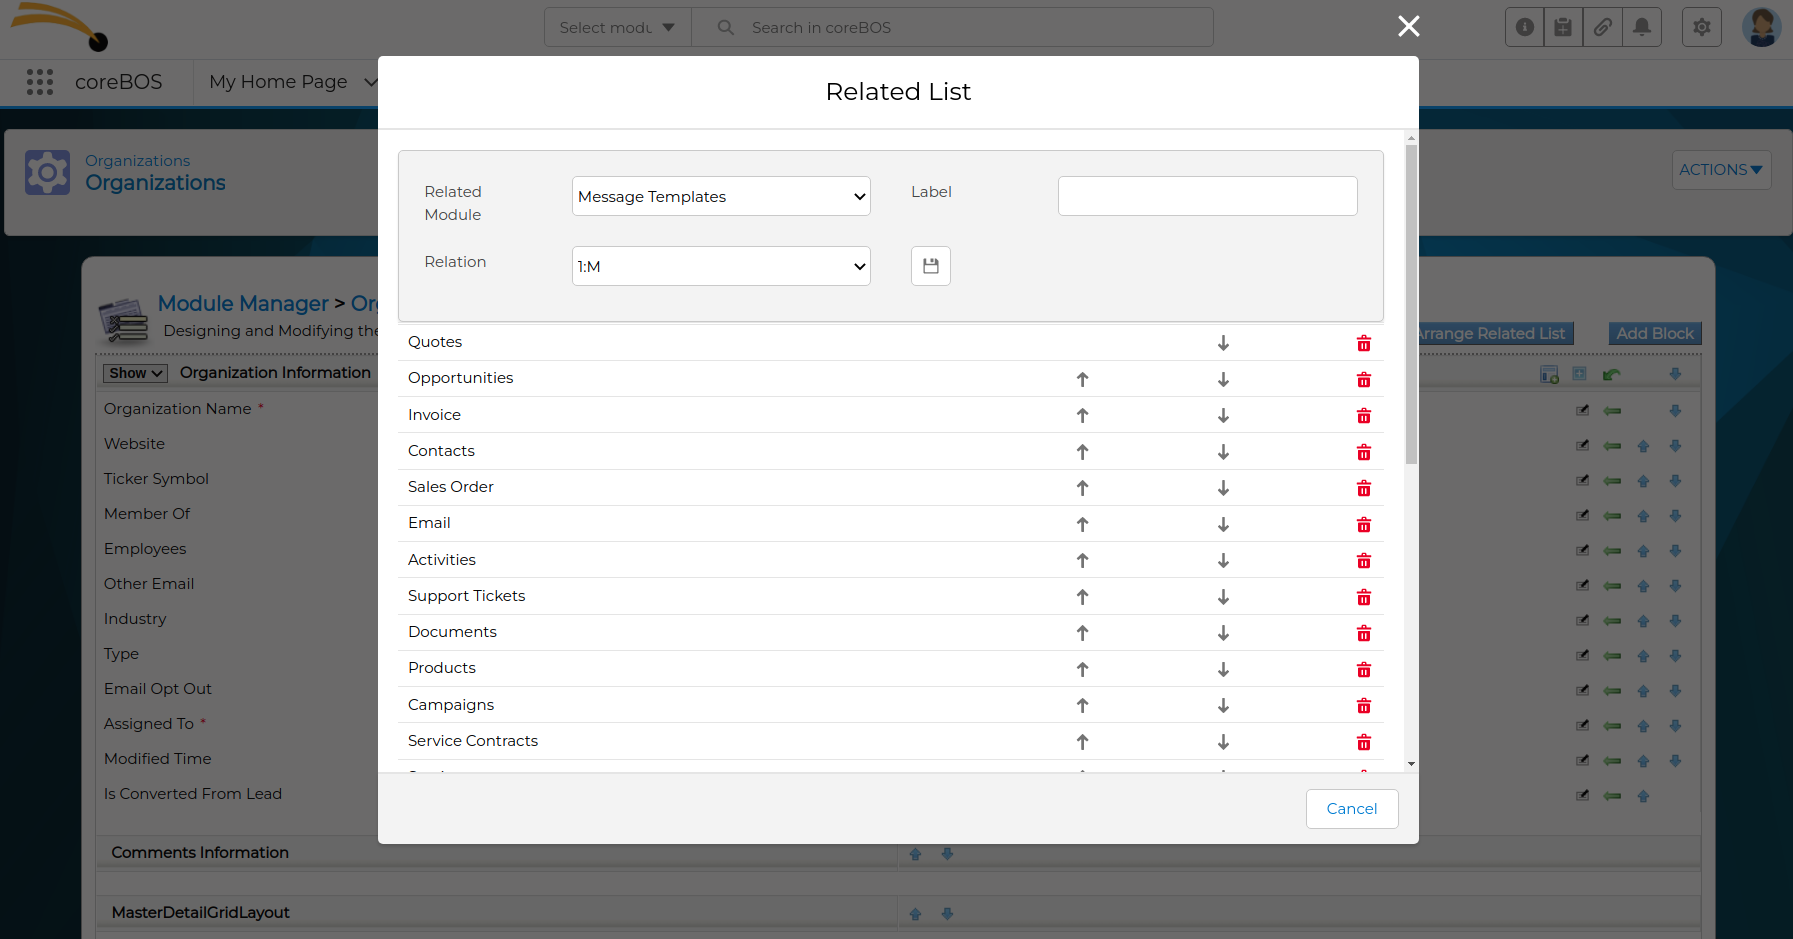 Select modu
Search in coreBOS
coreBOS
My Home Page
Related List
Organizations
Organizations
ACTIONS
Related Module
Message Templates
Label
Relation
1:M
Module Manager > Or
Designing and Modifying the
Arrange Related List
Add Block
Show
Organization Information
Quotes
Opportunities
Invoice
Contacts
Sales Order
Email
Activities
Support Tickets
Documents
Products
Campaigns
Service Contracts
Organization Name *
Website
Ticker Symbol
Member Of
Employees
Other Email
Industry
Type
Email Opt Out
Assigned To *
Modified Time
Is Converted From Lead
Cancel
Comments Information
MasterDetailGridLayout